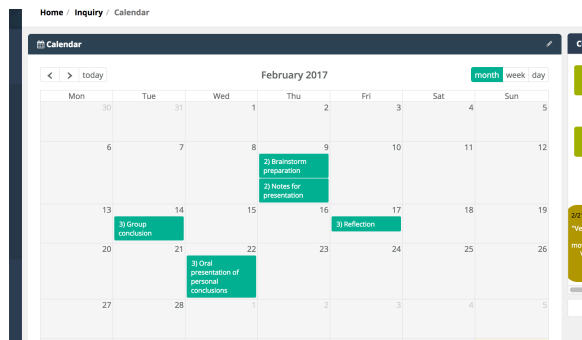 Home / Inquiry / Calendar
Calendar
C
< > today
February 2017
month week day
Mon Tue Wed Thu Fri Sat Sun
30 31 1 2 3 4 5
6 7 8 9 10 11 12
2) Brainstorm
preparation
2) Notes for
presentation
13 14 15 16 17 18 19
3) Group
conclusion
3) Reflection
20 21 22 23 24 25 26
3) Oral
presentation of
personal
conclusions
27 28 1 2 3 4 5